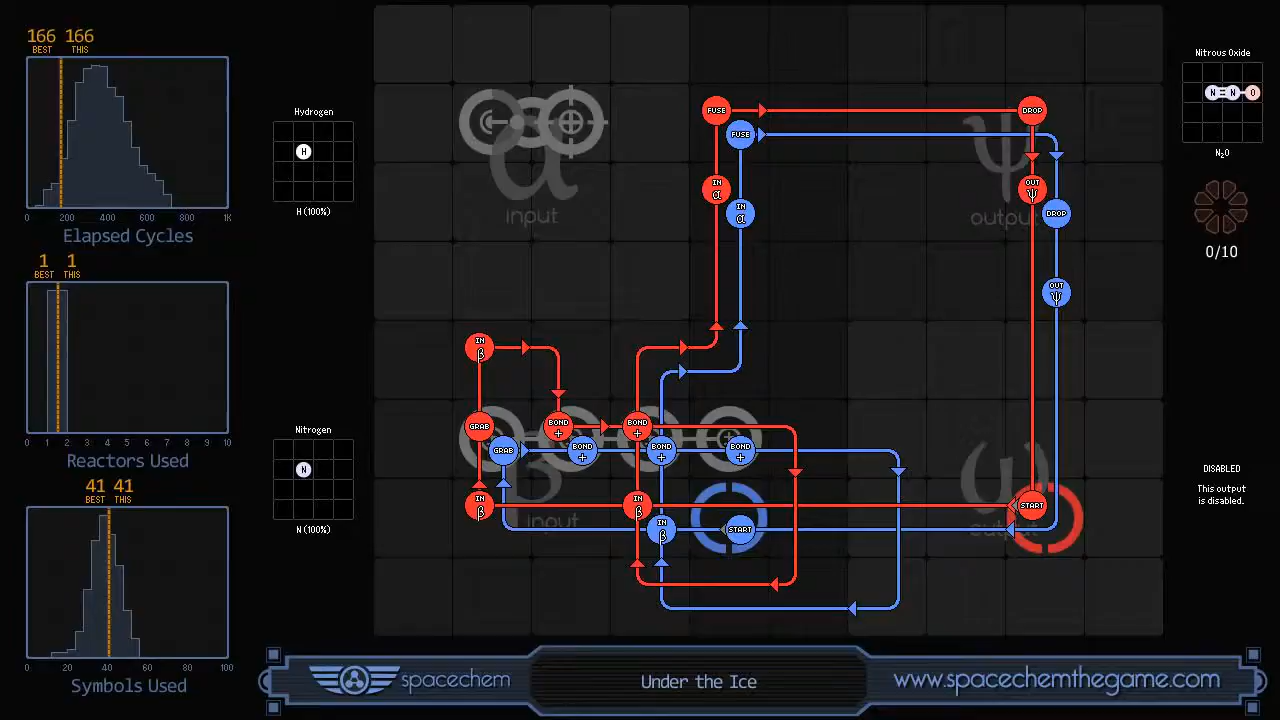 166 166
BEST THIS
0 200 400 600 800 1K
Elapsed Cycles
1 1
BEST THIS
0 1 2 3 4 5 6 7 8 9 10
Reactors Used
41 41
BEST THIS
0 20 40 60 80 100
Symbols Used
Hydrogen
H
H (100%)
Nitrogen
N
N (100%)
α
input
β
input
ψ
output
ω
output
FUSE
DROP
FUSE
IN α
OUT ψ
IN α
DROP
OUT ψ
IN β
GRAB
BOND +
BOND +
GRAB
BOND +
BOND +
BOND +
IN β
IN β
START
IN β
START
Nitrous Oxide
N=N-O
N₂O
0/10
DISABLED
This output
is disabled.
spacechem
Under the Ice
www.spacechemthegame.com